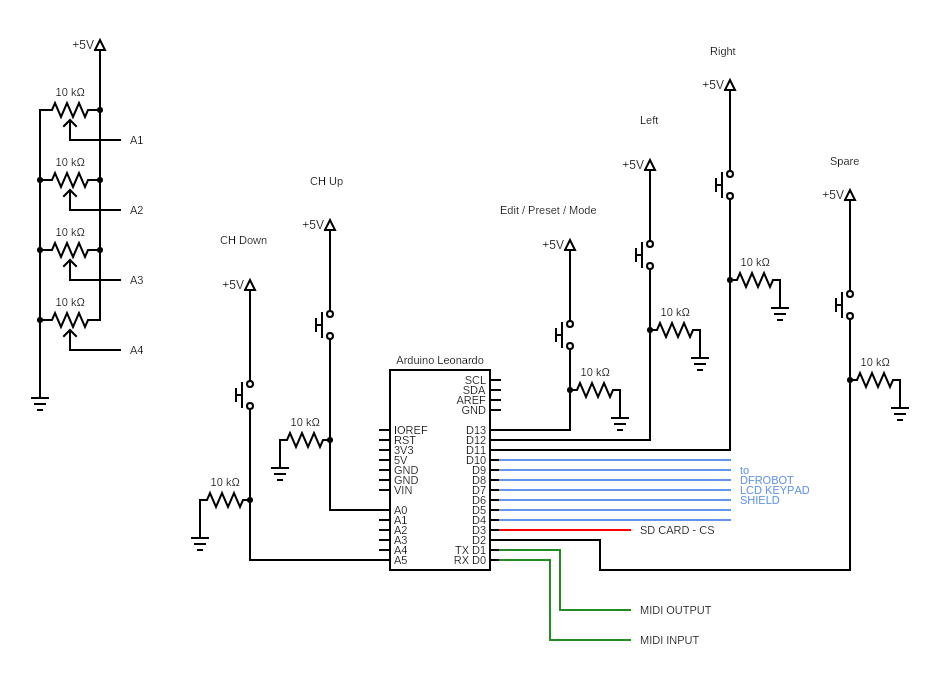 +5V
10 kΩ
A1
10 kΩ
A2
10 kΩ
A3
10 kΩ
A4
CH Down
+5V
10 kΩ
CH Up
+5V
10 kΩ
Edit / Preset / Mode
+5V
10 kΩ
Left
+5V
10 kΩ
Right
+5V
10 kΩ
Spare
+5V
10 kΩ
Arduino Leonardo
SCL
SDA
AREF
GND
IOREF
RST
3V3
5V
GND
GND
VIN
A0
A1
A2
A3
A4
A5
D13
D12
D11
D10
D9
D8
D7
D6
D5
D4
D3
D2
TX D1
RX D0
to
DFROBOT
LCD KEYPAD
SHIELD
SD CARD - CS
MIDI OUTPUT
MIDI INPUT